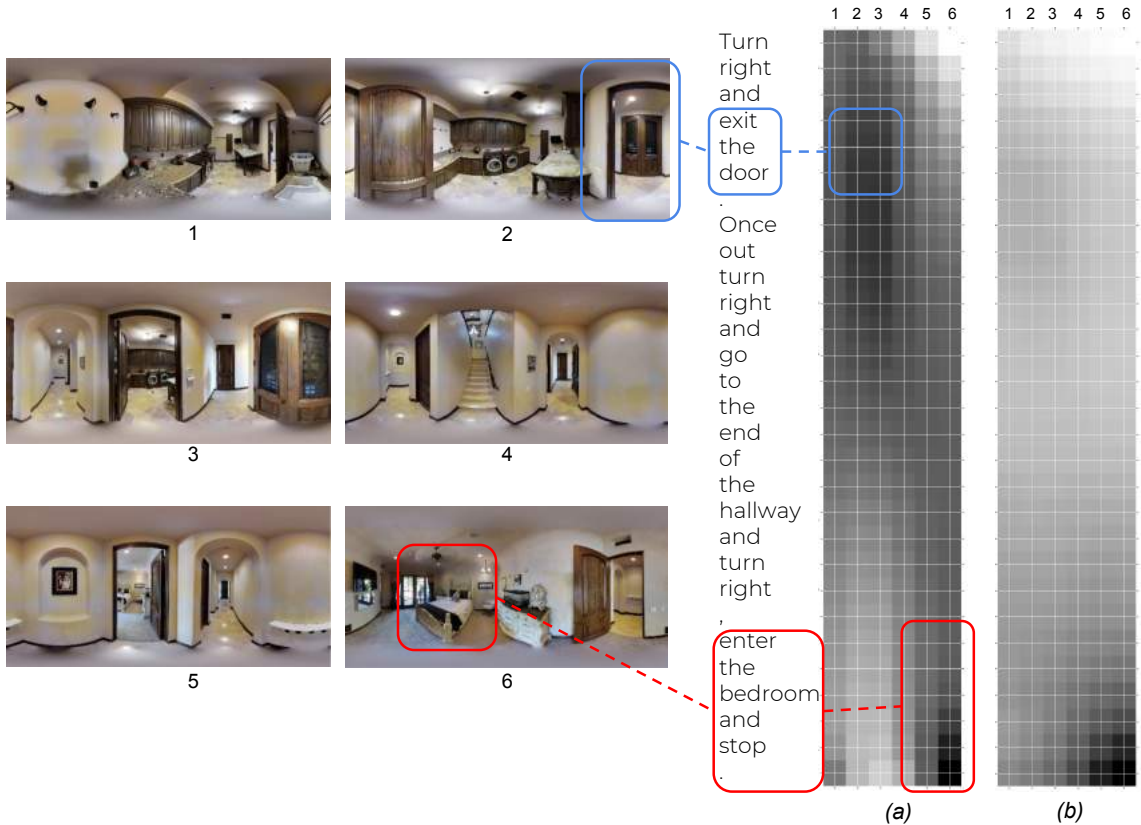 1 2 3 4 5 6
1 2 3 4 5 6
Turn
right
and
exit
the
door
.
Once
out
turn
right
and
go
to
the
end
of
the
hallway
and
turn
right
,
enter
the
bedroom
and
stop
.
1
2
3
4
5
6
(a)
(b)